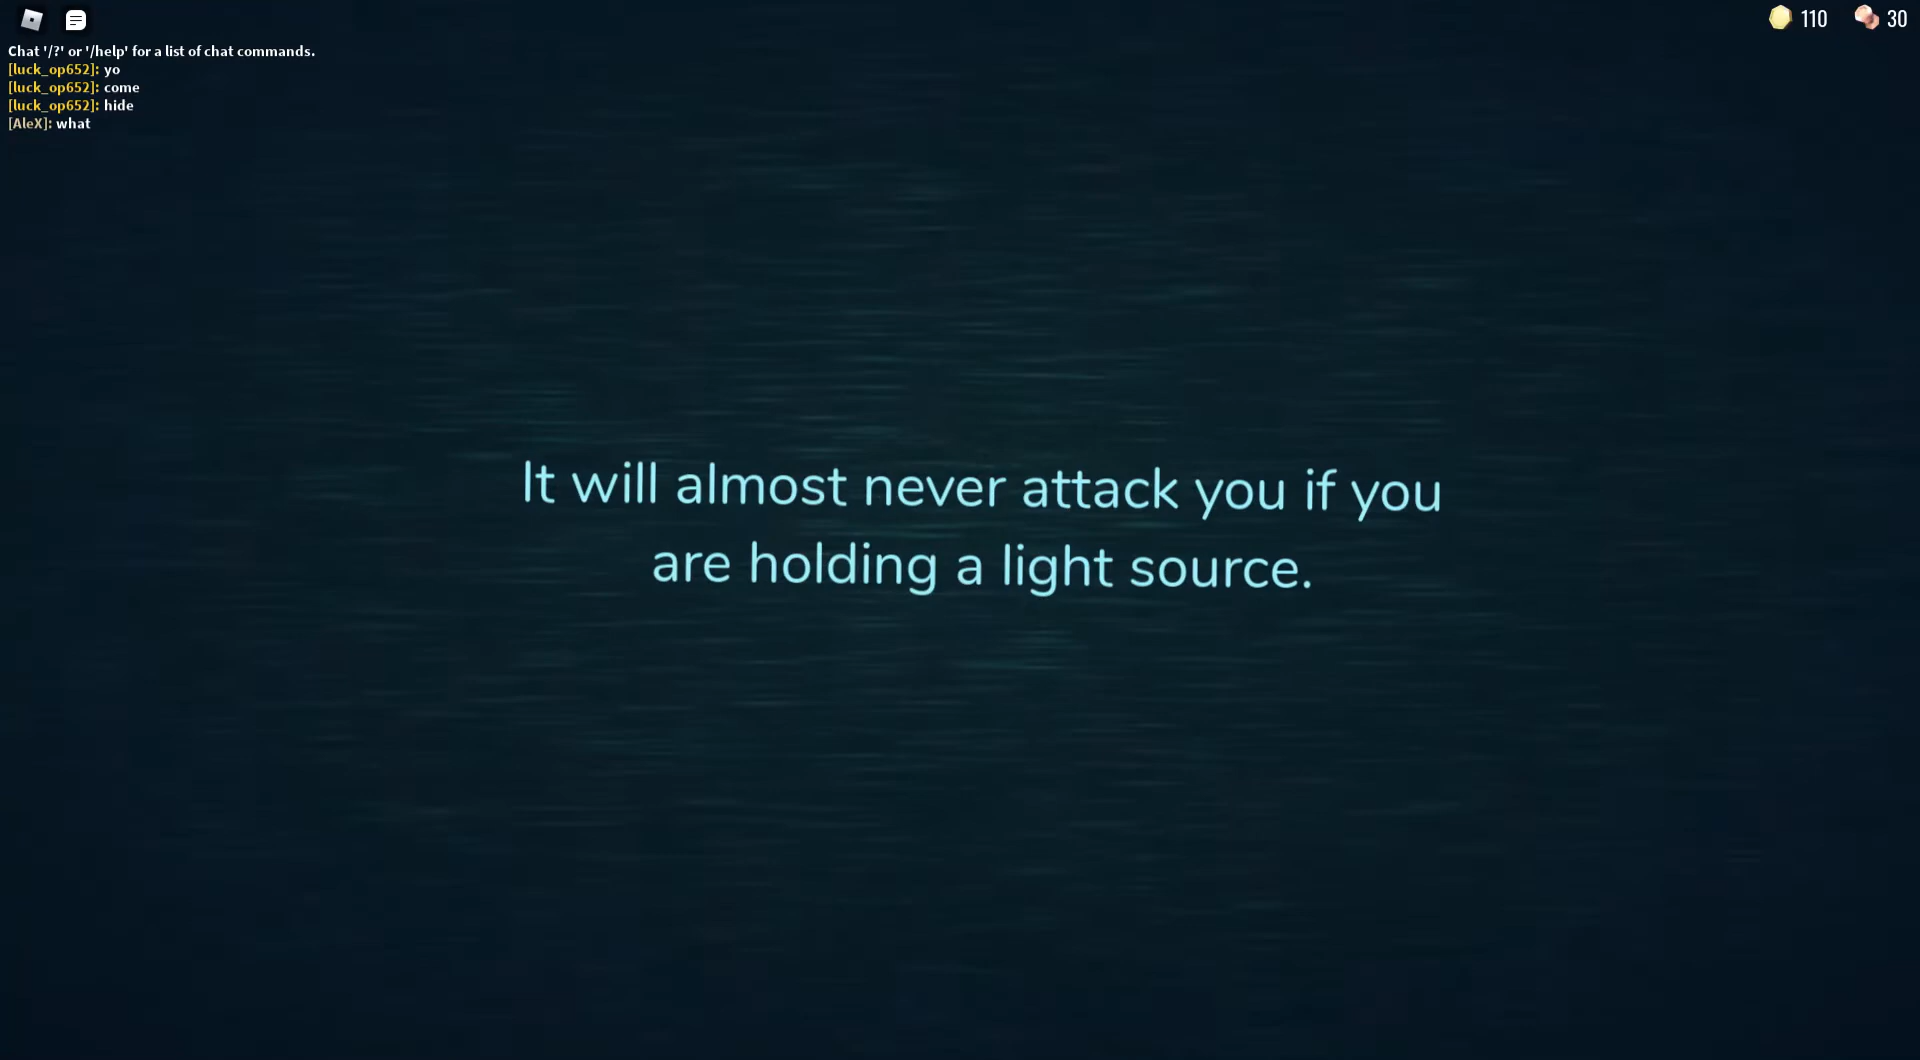 110 30
Chat '/?' or '/help' for a list of chat commands.
[luck_op652]: yo
[luck_op652]: come
[luck_op652]: hide
[AleX]: what
It will almost never attack you if you
are holding a light source.